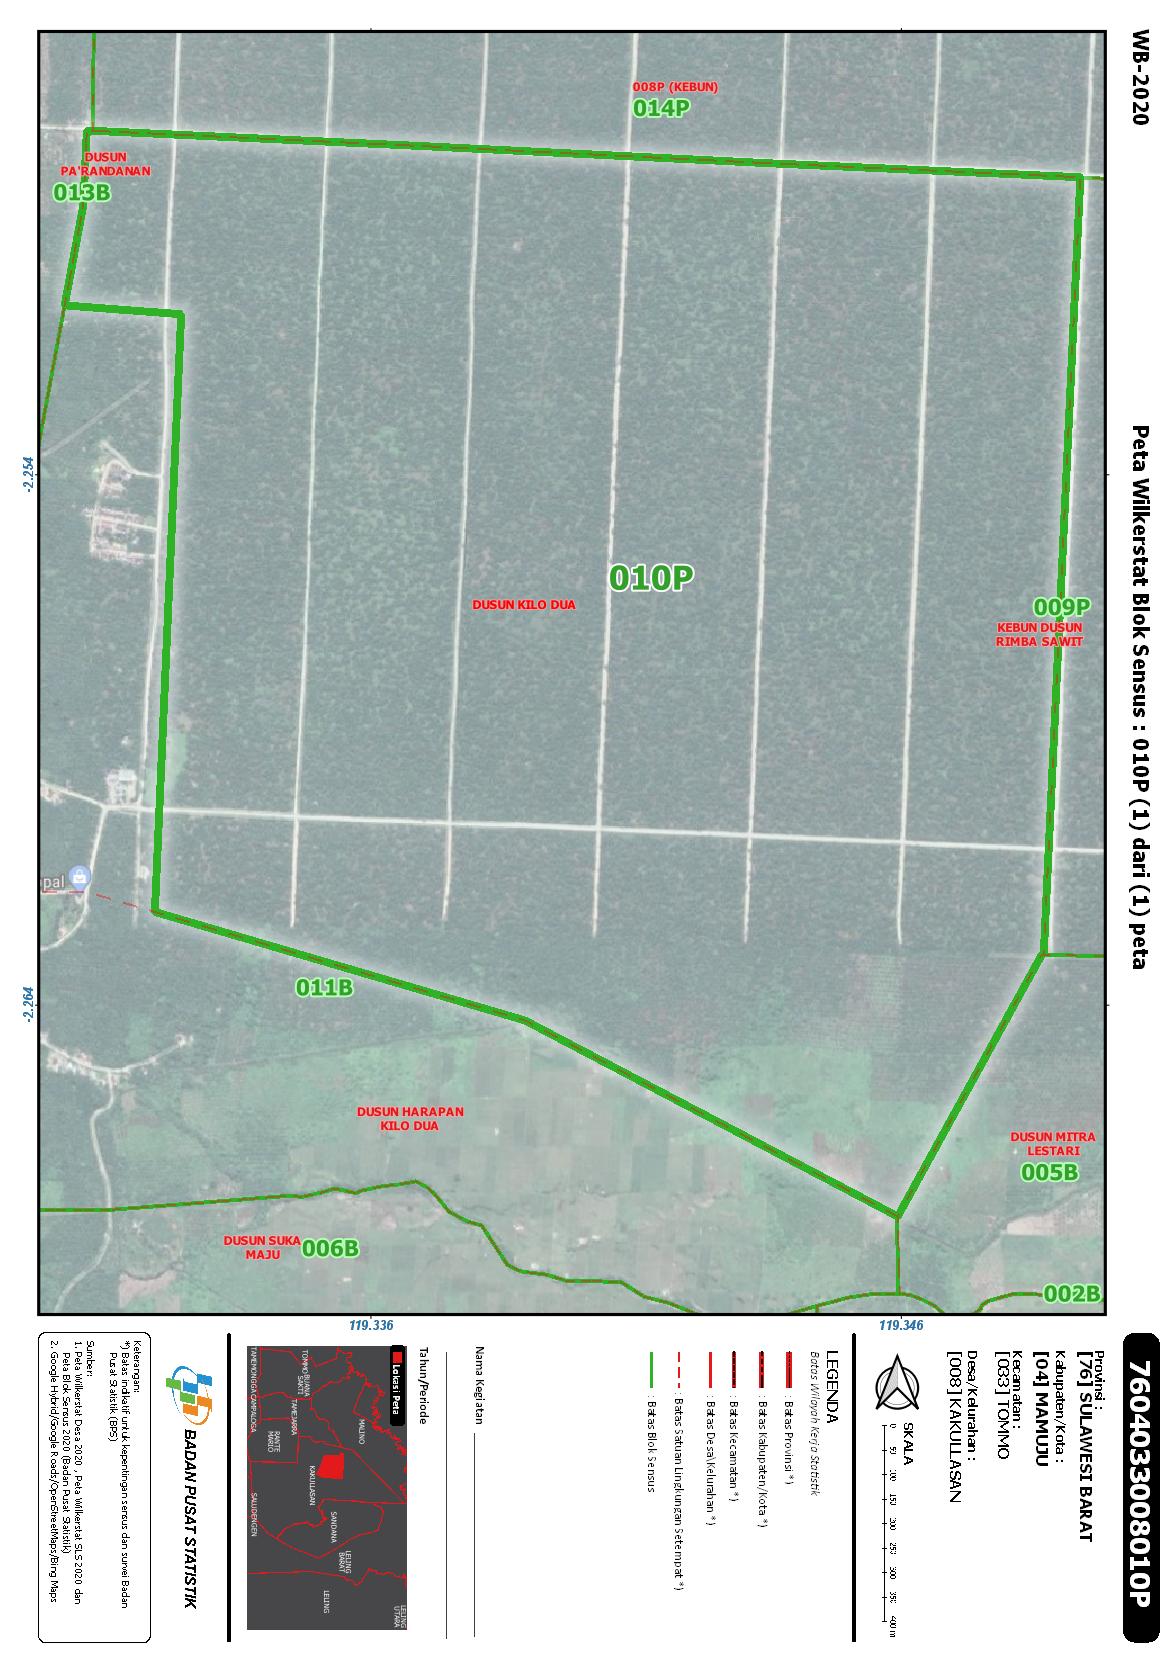 WB-2020
Peta Wilkerstat Blok Sensus : 010P (1) dari (1) peta
7604033008010P
008P (KEBUN)
014P
DUSUN
PA'RANDANAN
013B
-2.254
010P
DUSUN KILO DUA
009P
KEBUN DUSUN
RIMBA SAWIT
pal
011B
-2.264
DUSUN HARAPAN
KILO DUA
DUSUN MITRA
LESTARI
005B
DUSUN SUKA
MAJU
006B
002B
119.336
119.346
Provinsi :
[76] SULAWESI BARAT
Kabupaten/Kota :
[04] MAMUJU
Kecamatan :
[033] TOMMO
Desa/Kelurahan :
[008] KAKULLASAN
SKALA
0 50 100 150 200 250 300 350 400 m
LEGENDA
Batas Wilayah Kerja Statistik
: Batas Provinsi *)
: Batas Kabupaten/Kota *)
: Batas Kecamatan *)
: Batas Desa\Kelurahan *)
: Batas Satuan Lingkungan Setempat *)
: Batas Blok Sensus
Nama Kegiatan
Tahun/Periode
Lokasi Peta
MALINO
LELING
UTARA
TOMMO
BUANA
SAKTI
TAMEJARRA
RANTE
MARIO
KAKULLASAN
SANDANA
LELING
BARAT
LELING
TAMEMONGGA
CAMPALOGA
SALUDENGEN
BADAN PUSAT STATISTIK
Keterangan:
*) Batas indikatif untuk kepentingan sensus dan survei Badan
Pusat Statistik (BPS)
Sumber:
1. Peta Wilkerstat Desa 2020 , Peta Wilkerstat SLS 2020 dan
Peta Blok Sensus 2020 (Badan Pusat Statistik)
2. Google Hybrid/Google Roads/OpenStreetMaps/Bing Maps